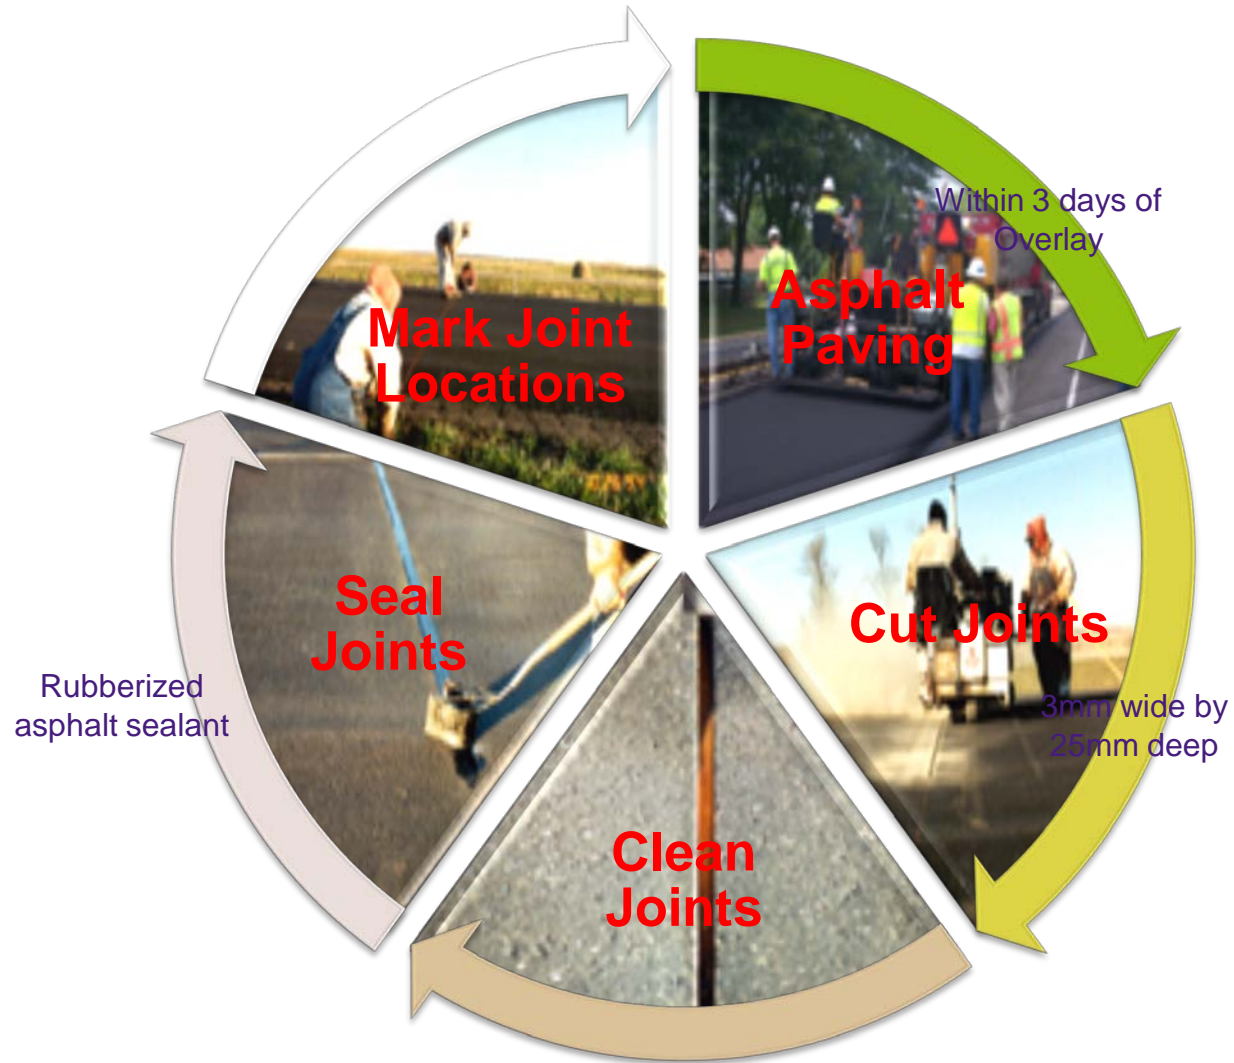 Mark Joint
Locations
Asphalt
Paving
Within 3 days of
Overlay
Cut Joints
3mm wide by
25mm deep
Clean
Joints
Seal
Joints
Rubberized
asphalt sealant